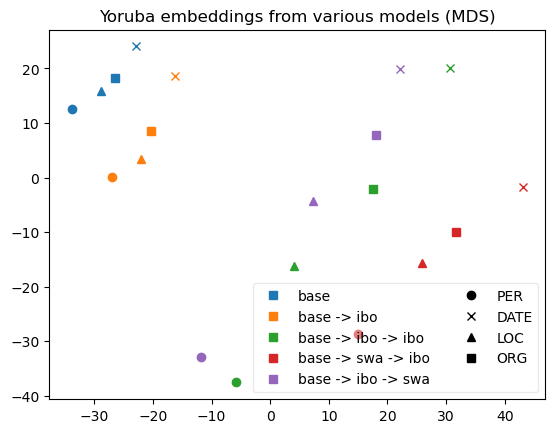 Yoruba embeddings from various models (MDS)
20
10
0
−10
−20
−30
−40
−30
−20
−10
0
10
20
30
40
base
base -> ibo
base -> ibo -> ibo
base -> swa -> ibo
base -> ibo -> swa
PER
DATE
LOC
ORG